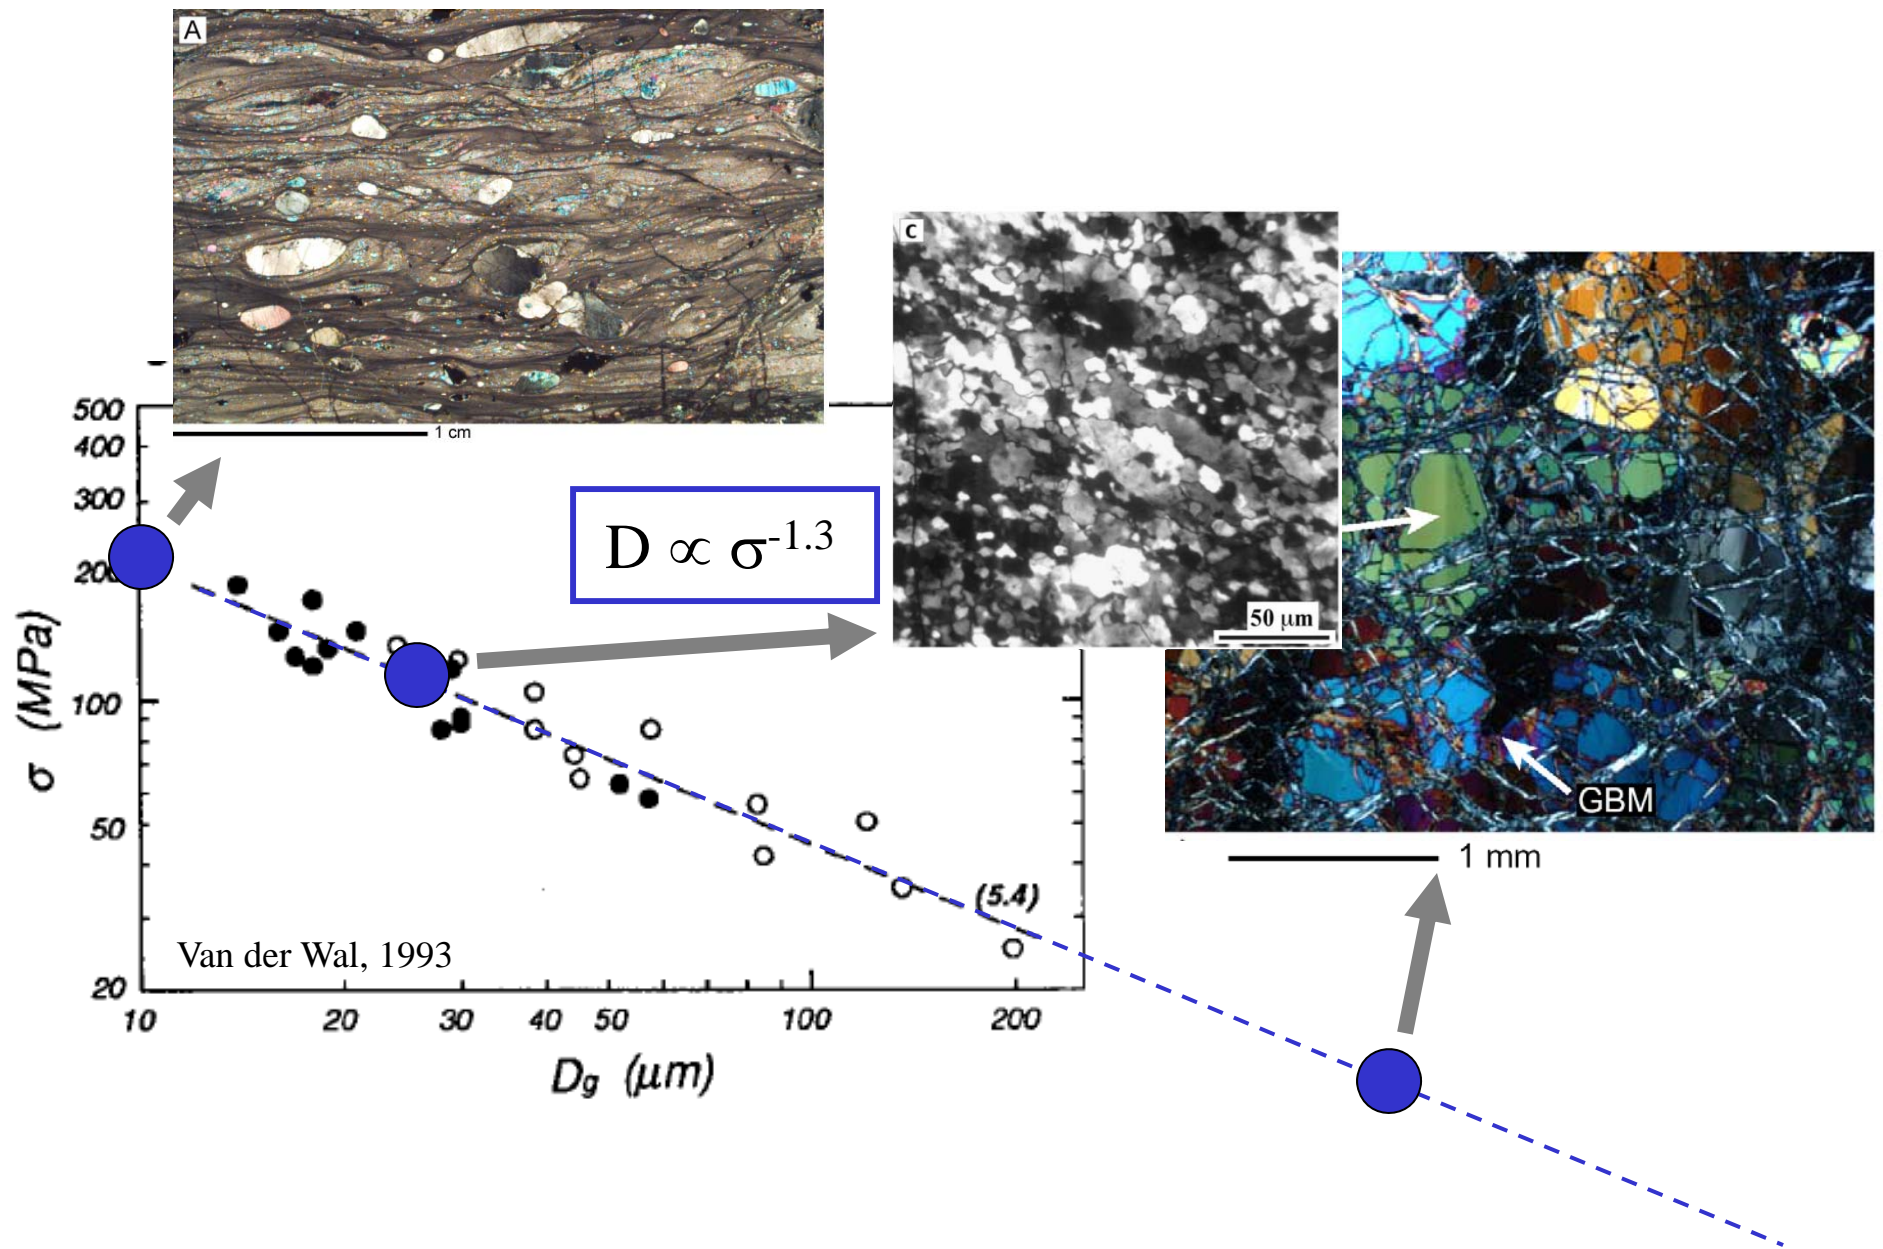 A
1 cm
C
50 µm
GBM
1 mm
D ∝ σ-1.3
500
400
300
200
100
50
20
σ (MPa)
(5.4)
Van der Wal, 1993
10 20 30 40 50 100 200
Dg (µm)